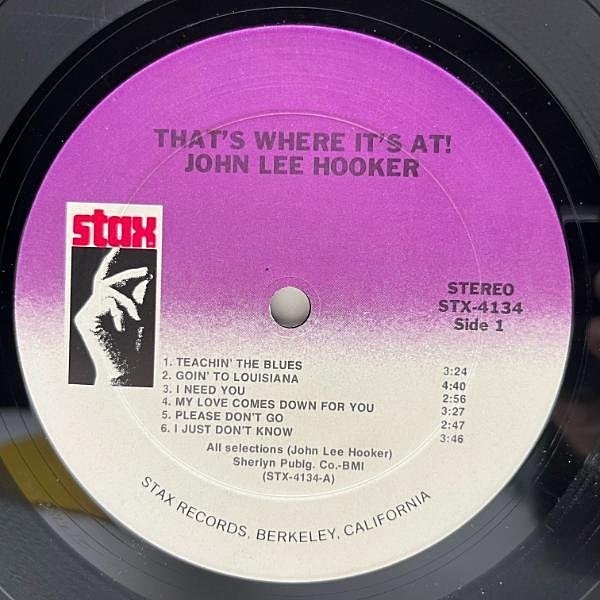 THAT'S WHERE IT'S AT!
JOHN LEE HOOKER
stax
STEREO
STX-4134
Side 1
1. TEACHIN' THE BLUES 3:24
2. GOIN' TO LOUISIANA 4:40
3. I NEED YOU 2:56
4. MY LOVE COMES DOWN FOR YOU 3:27
5. PLEASE DON'T GO 2:47
6. I JUST DON'T KNOW 3:46
All selections (John Lee Hooker)
Sherlyn Publg. Co.-BMI
(STX-4134-A)
STAX RECORDS, BERKELEY, CALIFORNIA